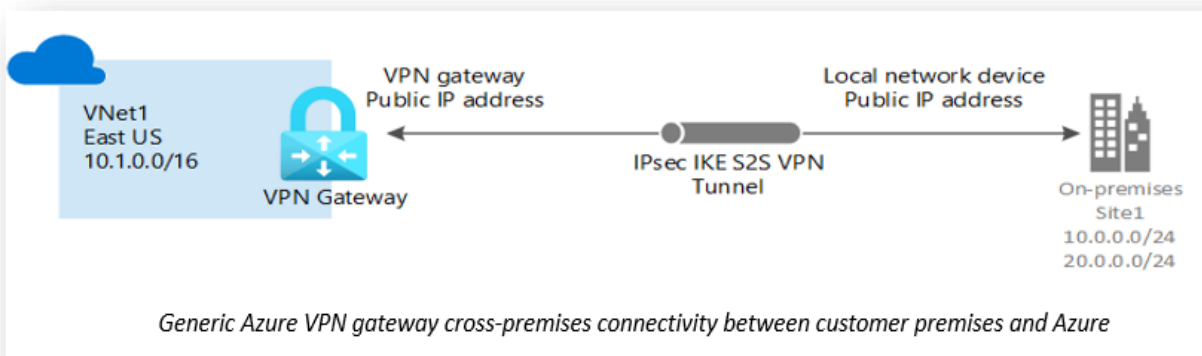 VNet1
East US
10.1.0.0/16
VPN Gateway
VPN gateway
Public IP address
IPsec IKE S2S VPN
Tunnel
Local network device
Public IP address
On-premises
Site1
10.0.0.0/24
20.0.0.0/24
Generic Azure VPN gateway cross-premises connectivity between customer premises and Azure